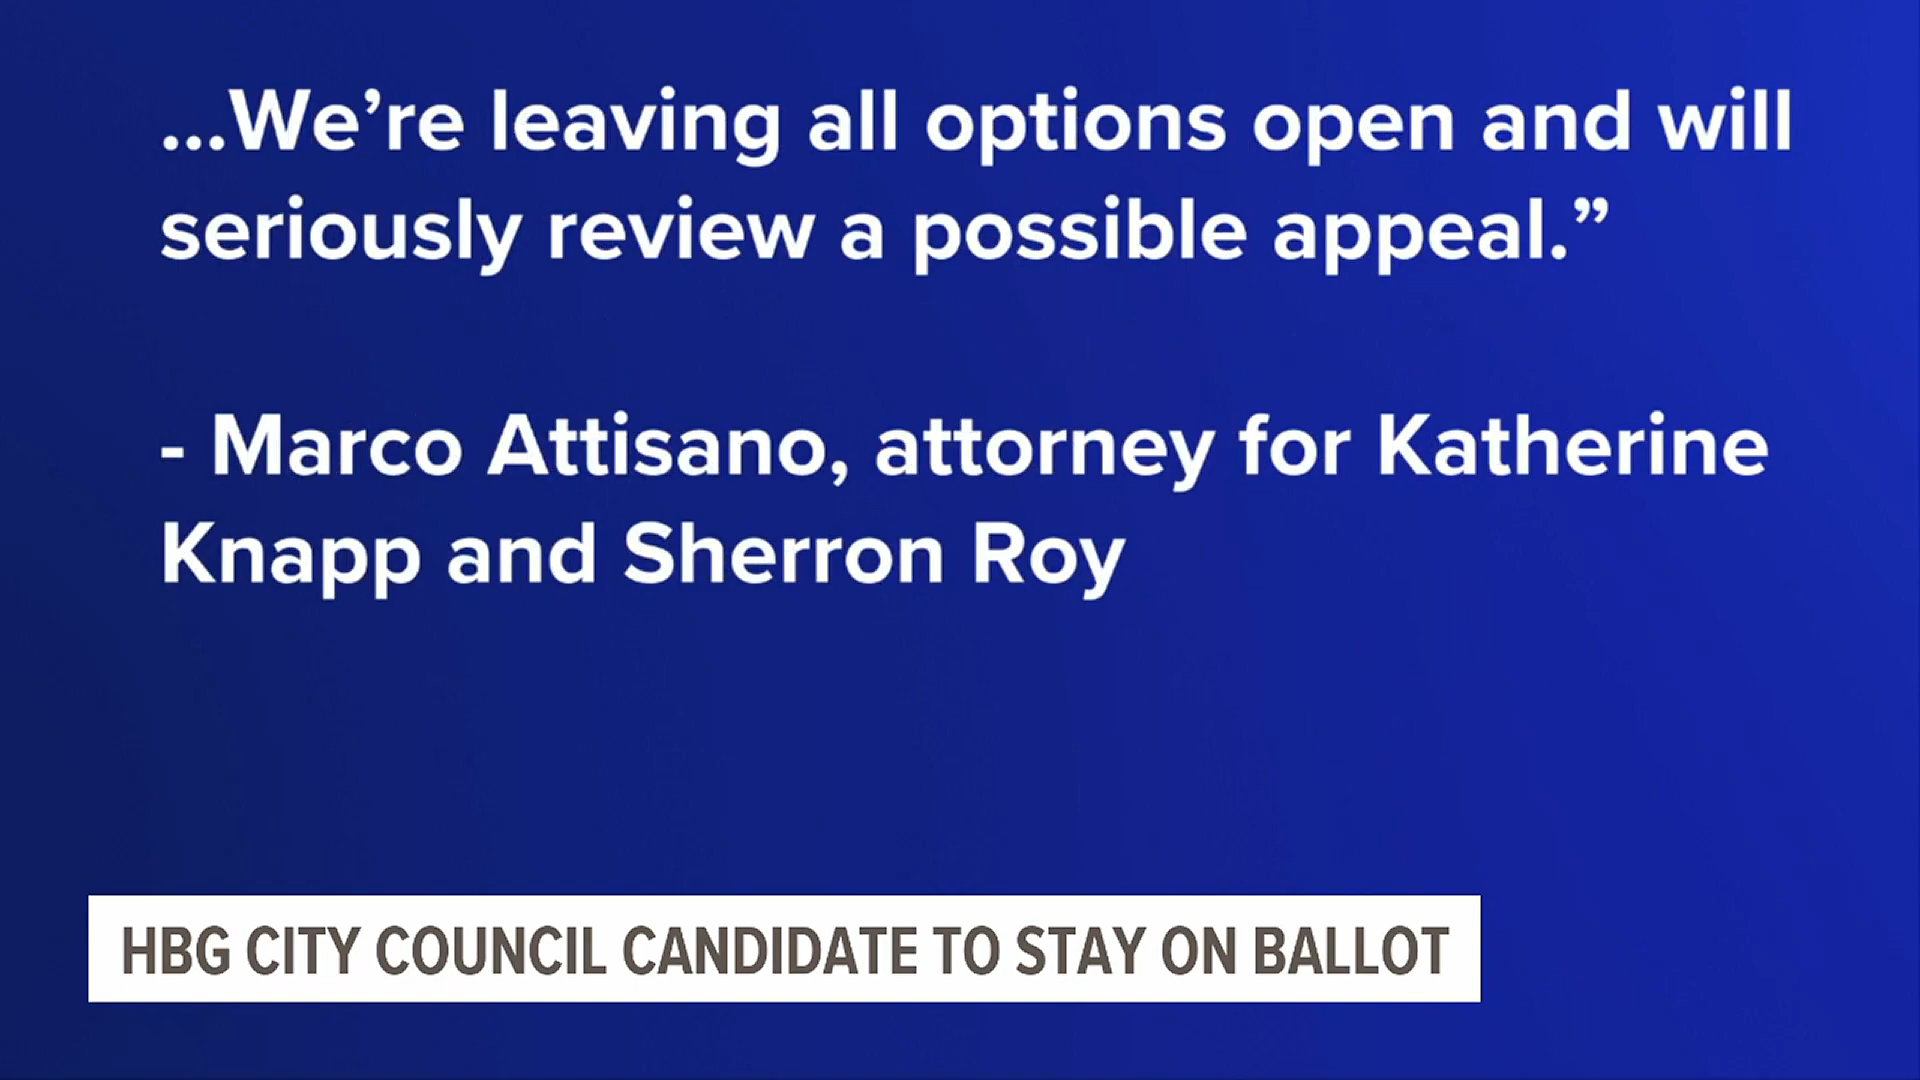 ...We’re leaving all options open and will
seriously review a possible appeal.”
- Marco Attisano, attorney for Katherine
Knapp and Sherron Roy
HBG CITY COUNCIL CANDIDATE TO STAY ON BALLOT